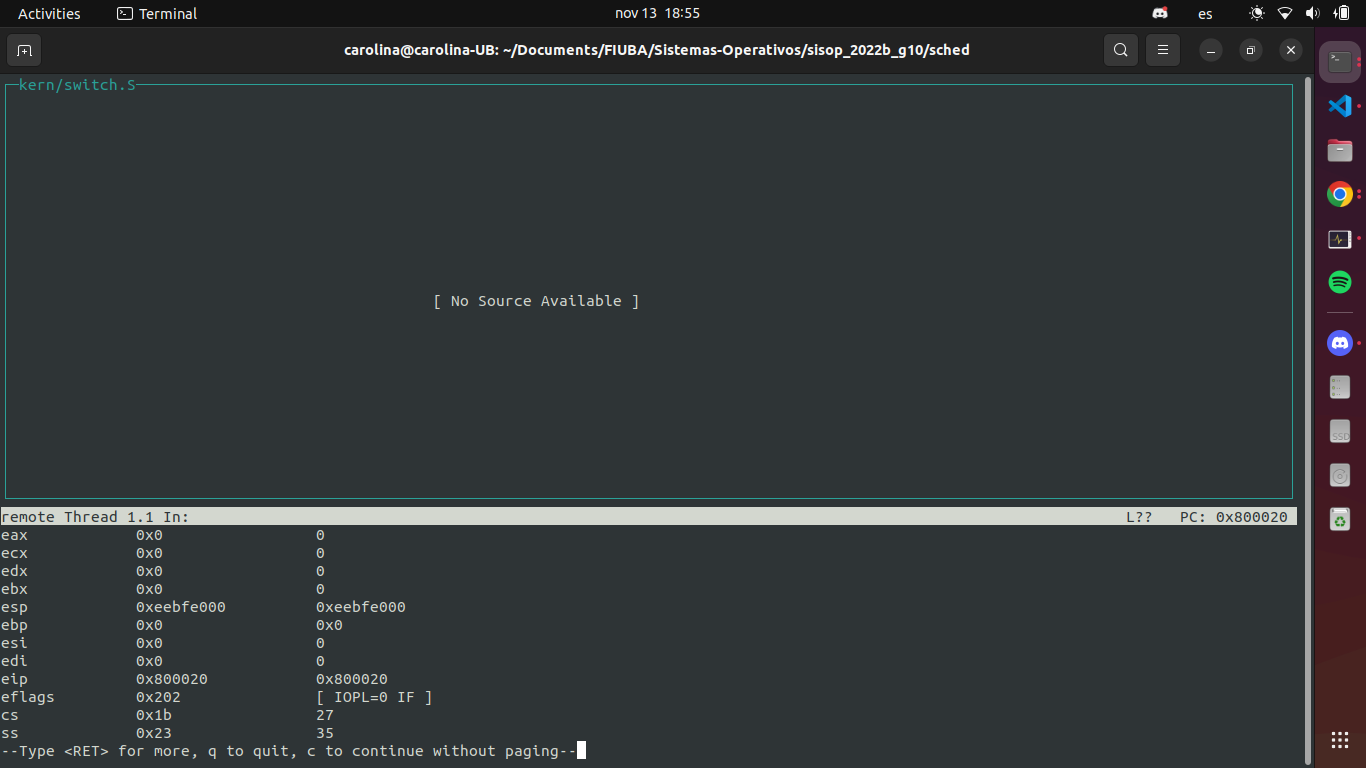 Activities
Terminal
nov 13 18:55
es
carolina@carolina-UB: ~/Documents/FIUBA/Sistemas-Operativos/sisop_2022b_g10/sched
kern/switch.S
[ No Source Available ]
remote Thread 1.1 In: L?? PC: 0x800020
eax 0x0 0
ecx 0x0 0
edx 0x0 0
ebx 0x0 0
esp 0xeebfe000 0xeebfe000
ebp 0x0 0x0
esi 0x0 0
edi 0x0 0
eip 0x800020 0x800020
eflags 0x202 [ IOPL=0 IF ]
cs 0x1b 27
ss 0x23 35
--Type <RET> for more, q to quit, c to continue without paging--
SSD